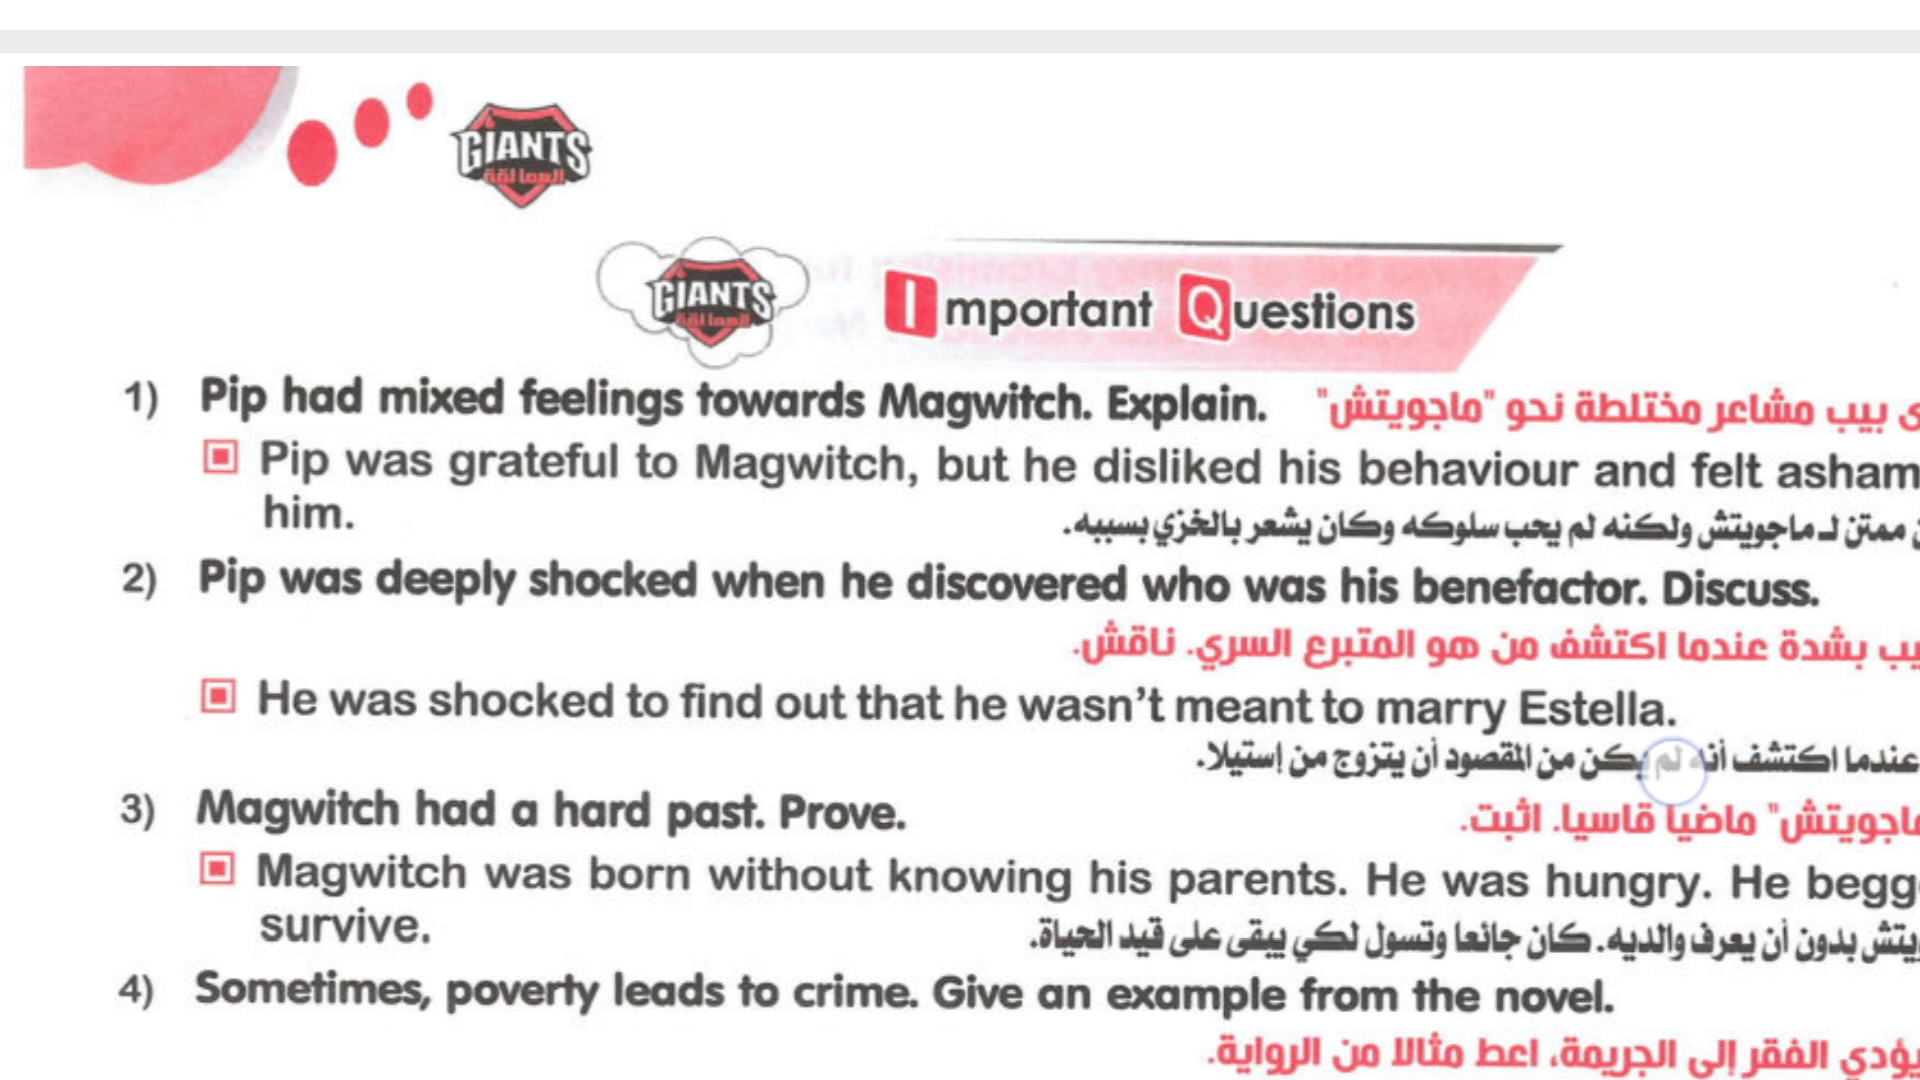 GIANTS
العمالقة
GIANTS
العمالقة
Important Questions
1) Pip had mixed feelings towards Magwitch. Explain. بيب مشاعر مختلطة نحو "ماجويتش"
Pip was grateful to Magwitch, but he disliked his behaviour and felt asham
him. ممتن لـ ماجويتش ولكنه لم يحب سلوكه وكان يشعر بالخزي بسببه.
2) Pip was deeply shocked when he discovered who was his benefactor. Discuss.
يب بشدة عندما اكتشف من هو المتبرع السري. ناقش.
He was shocked to find out that he wasn't meant to marry Estella.
عندما اكتشف أنه لم يكن من المقصود أن يتزوج من إستيلا.
3) Magwitch had a hard past. Prove. ماجويتش" ماضيا قاسيا. اثبت.
Magwitch was born without knowing his parents. He was hungry. He begg
survive. ويتش بدون أن يعرف والديه. كان جائعا وتسول لكي يبقى على قيد الحياة.
4) Sometimes, poverty leads to crime. Give an example from the novel.
يؤدي الفقر إلى الجريمة، اعط مثالا من الرواية.